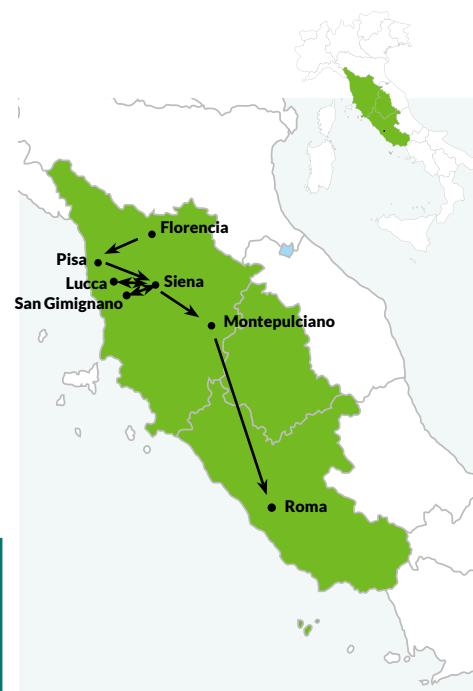 Florencia
Pisa
Lucca
Siena
San Gimignano
Montepulciano
Roma